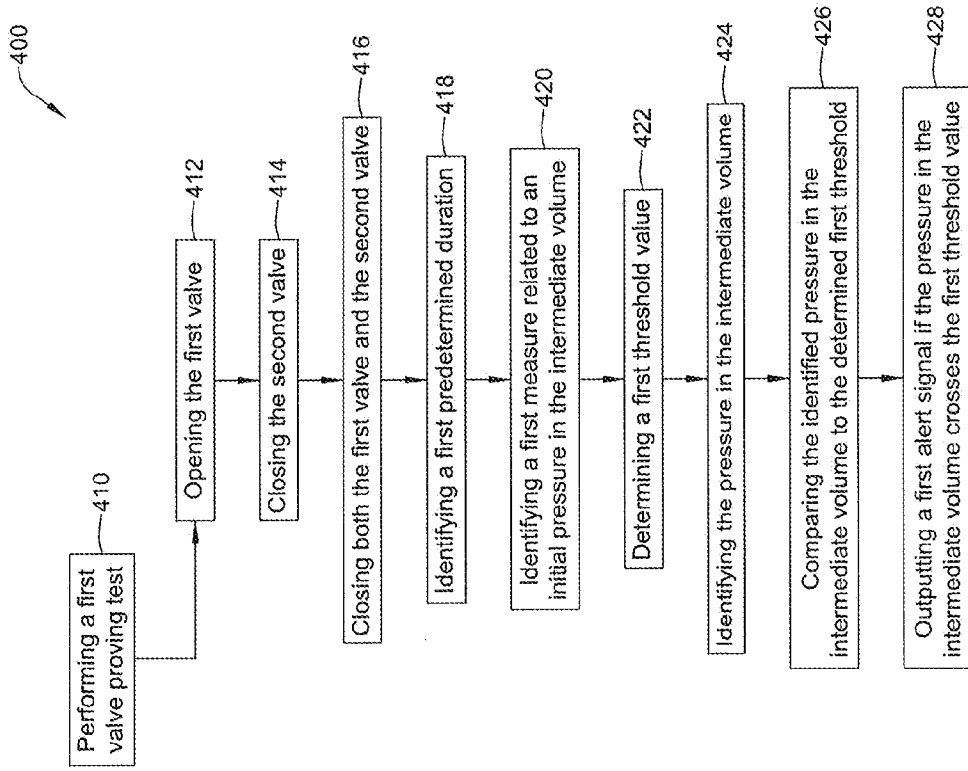 400
Performing a first
valve proving test
410
Opening the first valve
412
Closing the second valve
414
Closing both the first valve and the second valve
416
Identifying a first predetermined duration
418
Identifying a first measure related to an
initial pressure in the intermediate volume
420
Determining a first threshold value
422
Identifying the pressure in the intermediate volume
424
Comparing the identified pressure in the
intermediate volume to the determined first threshold
426
Outputting a first alert signal if the pressure in the
intermediate volume crosses the first threshold value
428